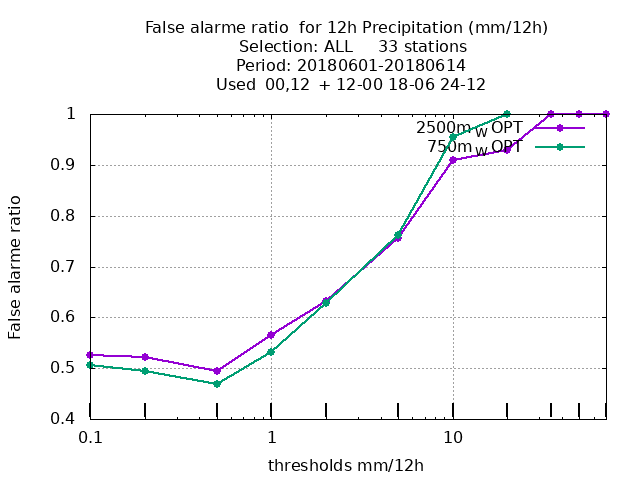 False alarme ratio  for 12h Precipitation (mm/12h)
Selection: ALL     33 stations
Period: 20180601-20180614
Used  00,12  + 12-00 18-06 24-12
2500m_W OPT
750m_W OPT
1
0.9
0.8
0.7
0.6
0.5
0.4
False alarme ratio
0.1
1
10
thresholds mm/12h